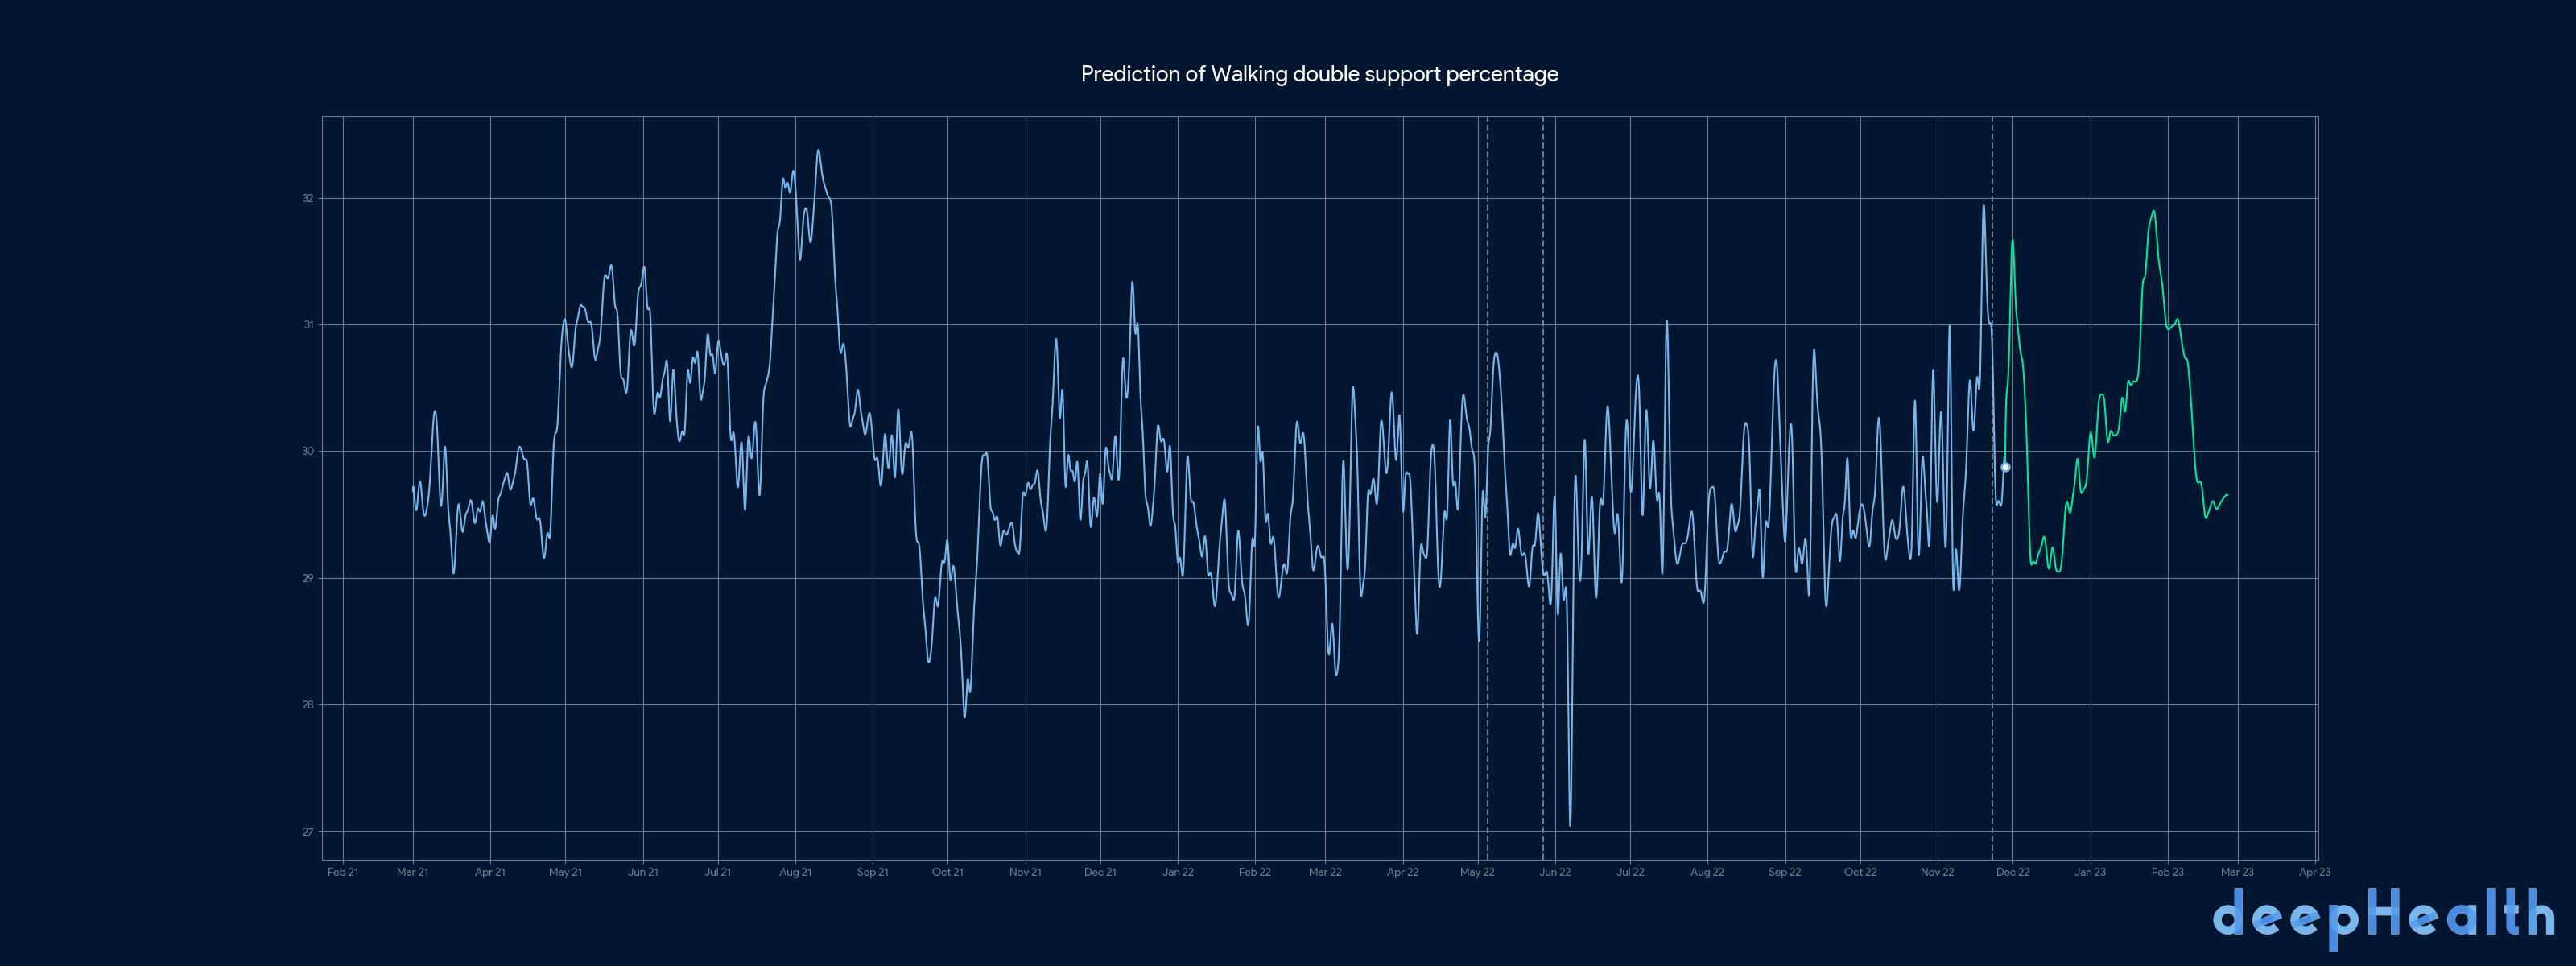 Prediction of Walking double support percentage
32
31
30
29
28
27
Feb 21 Mar 21 Apr 21 May 21 Jun 21 Jul 21 Aug 21 Sep 21 Oct 21 Nov 21 Dec 21 Jan 22 Feb 22 Mar 22 Apr 22 May 22 Jun 22 Jul 22 Aug 22 Sep 22 Oct 22 Nov 22 Dec 22 Jan 23 Feb 23 Mar 23 Apr 23
deepHealth